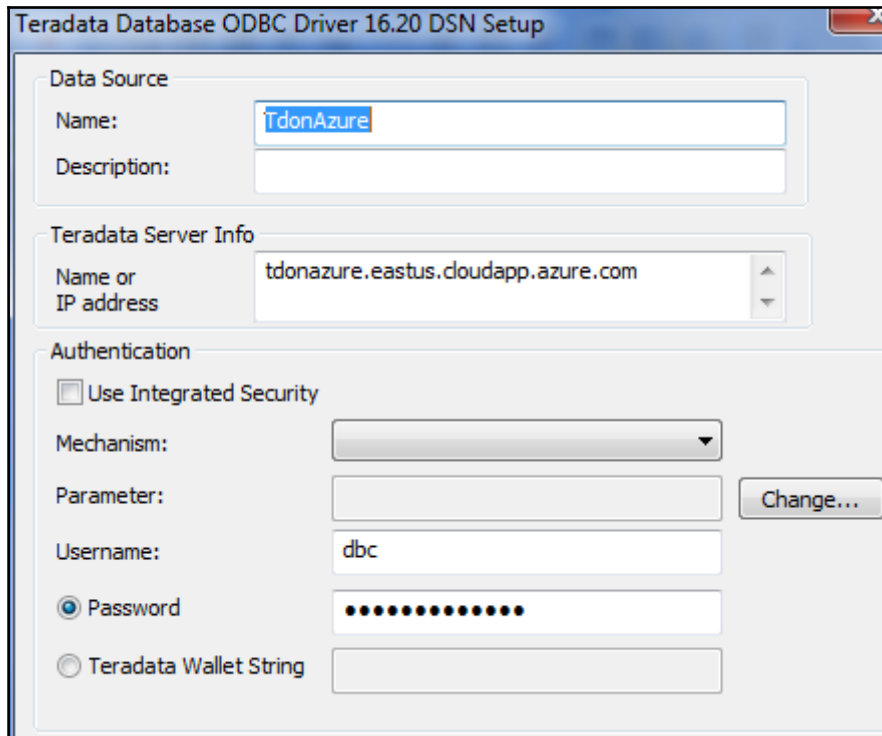 Teradata Database ODBC Driver 16.20 DSN Setup
Data Source
Name:
TdonAzure
Description:
Teradata Server Info
Name or
IP address
tdonazure.eastus.cloudapp.azure.com
Authentication
Use Integrated Security
Mechanism:
Parameter:
Change...
Username:
dbc
Password
•••••••••••••
Teradata Wallet String